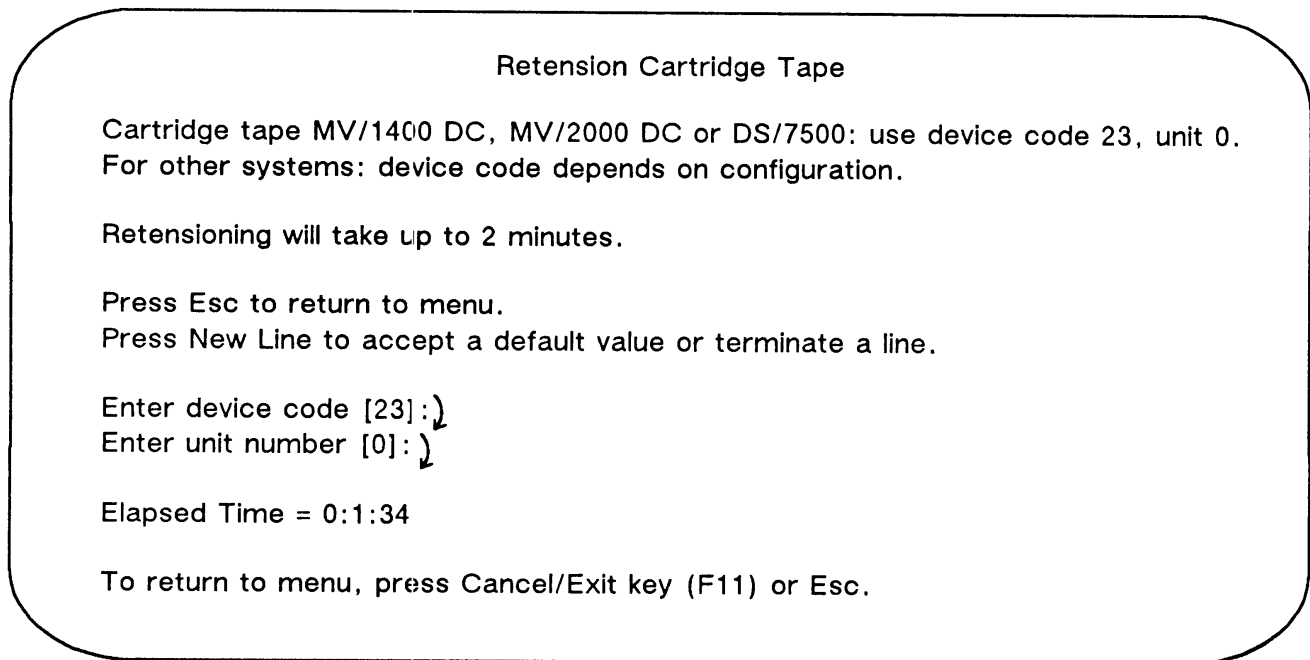 Retension Cartridge Tape
Cartridge tape MV/1400 DC, MV/2000 DC or DS/7500: use device code 23, unit 0.
For other systems: device code depends on configuration.
Retensioning will take up to 2 minutes.
Press Esc to return to menu.
Press New Line to accept a default value or terminate a line.
Enter device code [23]:
Enter unit number [0]:
Elapsed Time = 0:1:34
To return to menu, press Cancel/Exit key (F11) or Esc.